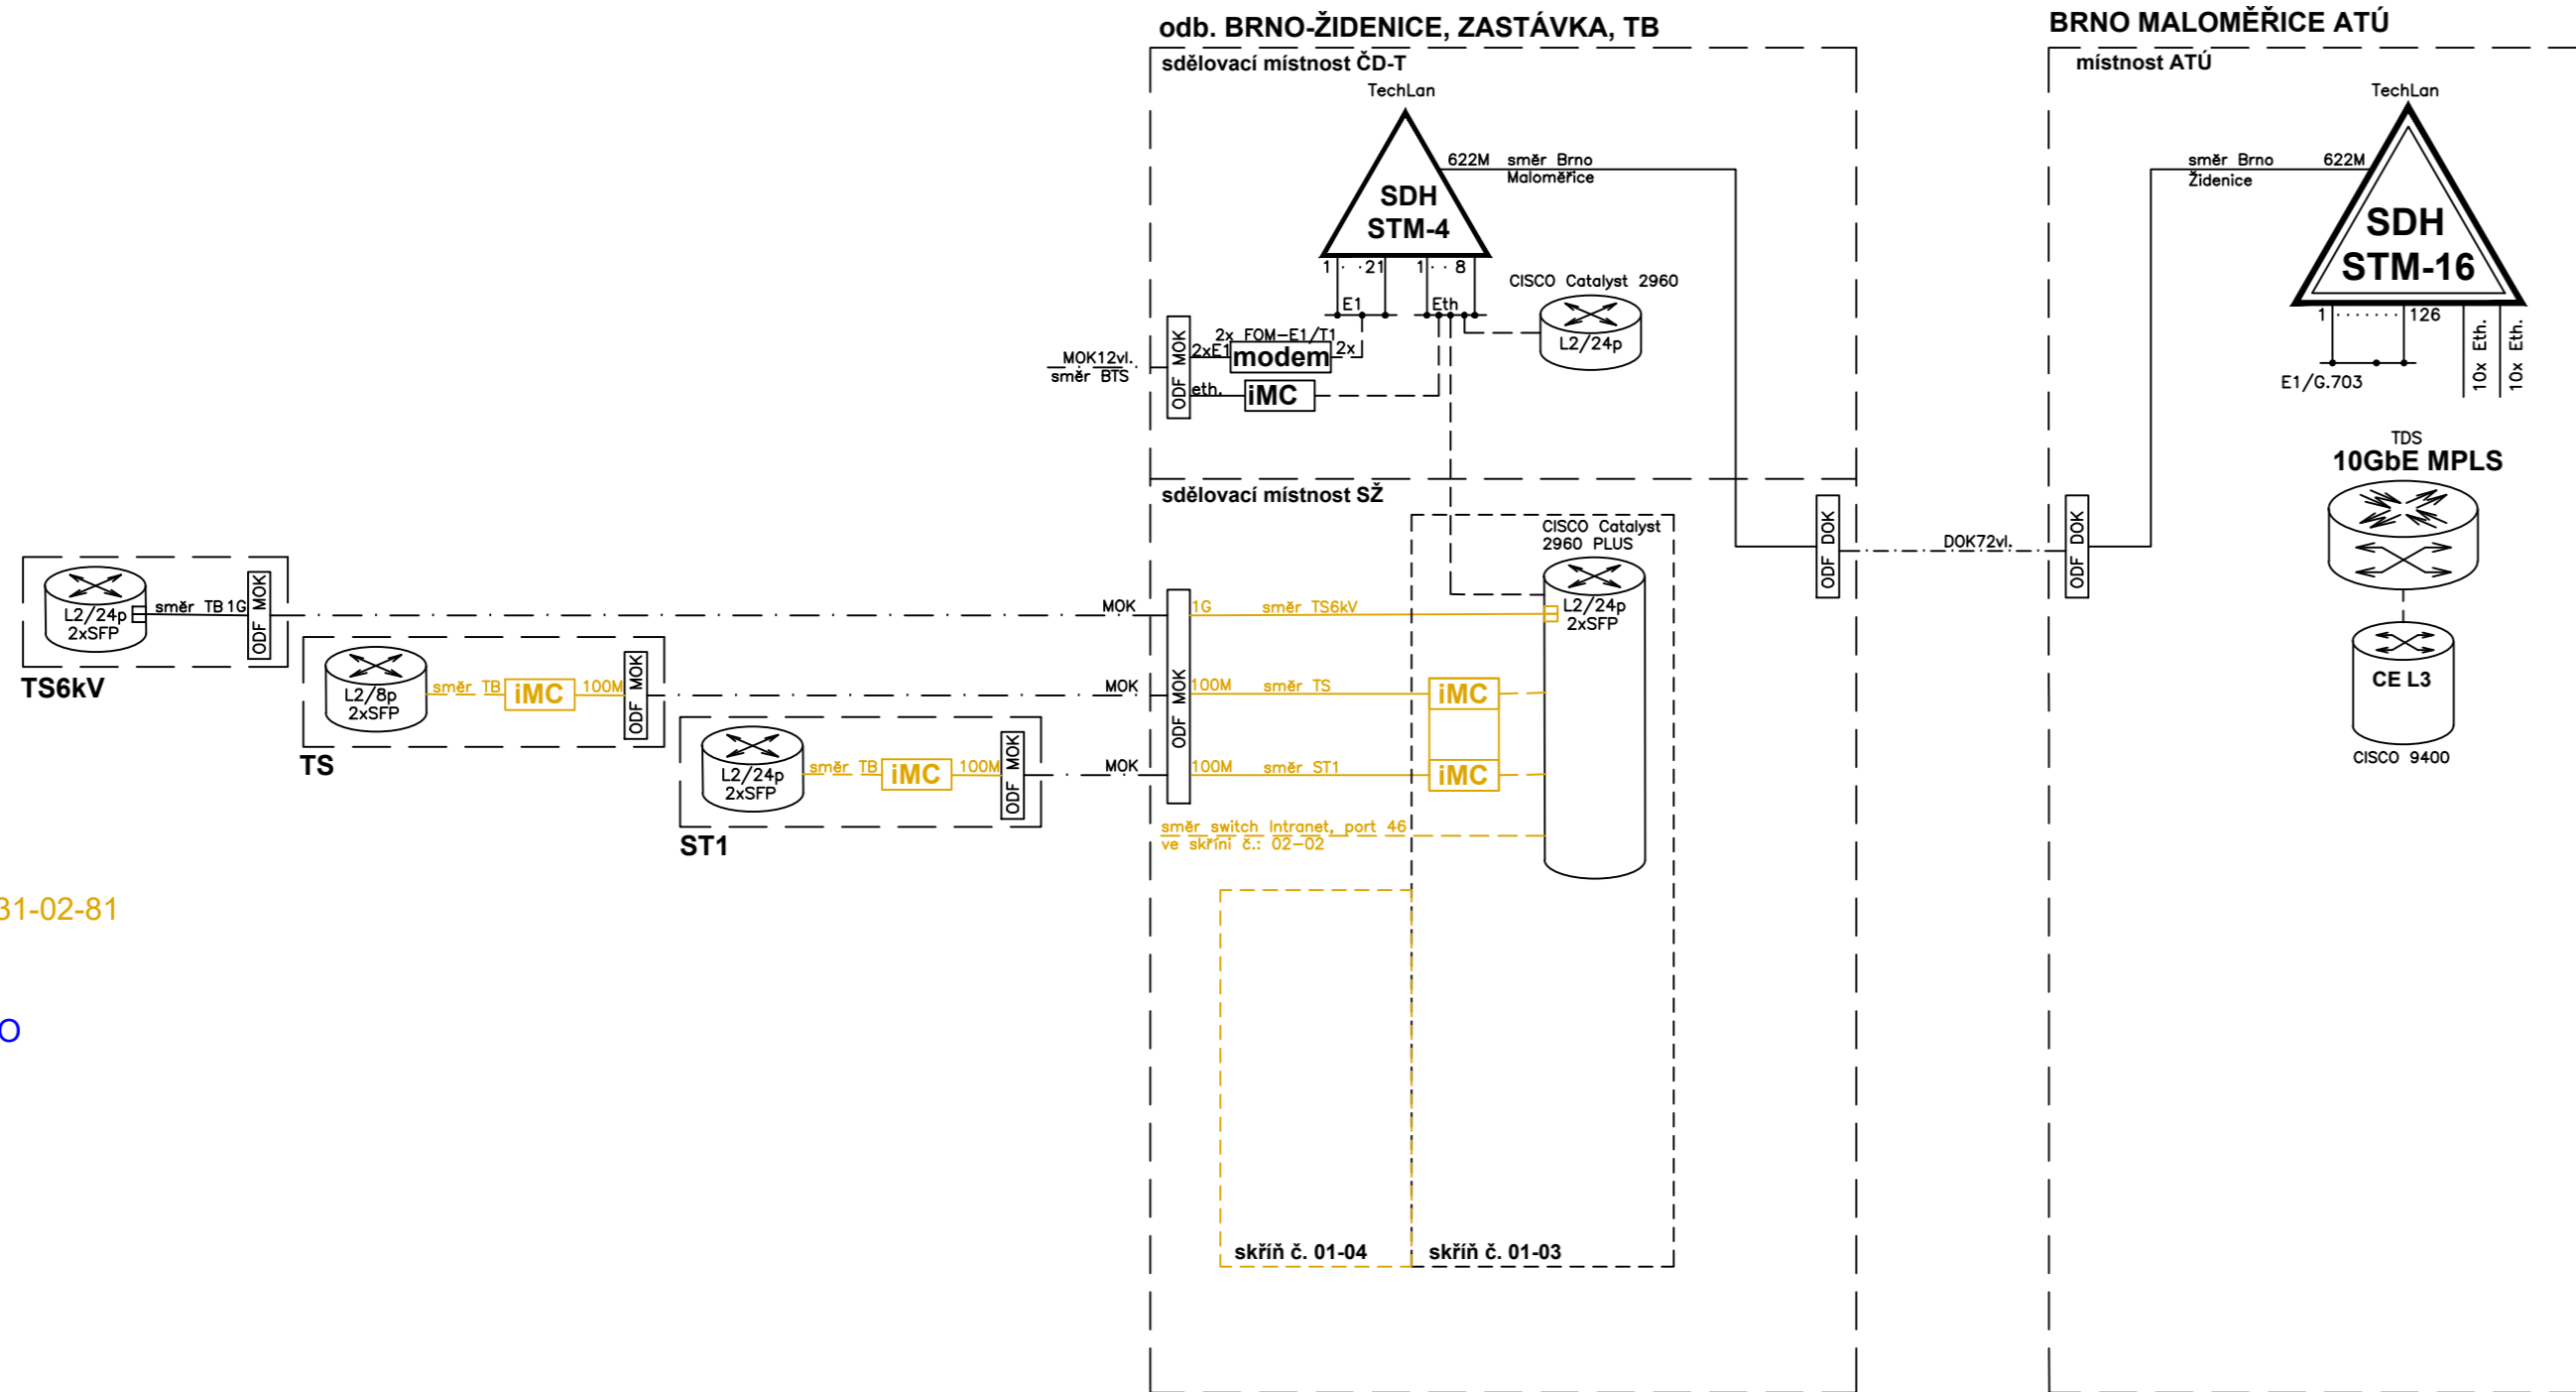 odb. BRNO-ŽIDENICE, ZASTÁVKA, TB
sdělovací místnost ČD-T
TechLan
SDH
STM-4
622M směr Brno
Maloměřice
1 · · 21
1 · · 8
E1
Eth
CISCO Catalyst 2960
L2/24p
2x FOM-E1/T1
2xE1
modem
2x
MOK12vl.
směr BTS
ODF MOK
eth.
iMC
sdělovací místnost SŽ
CISCO Catalyst
2960 PLUS
L2/24p
2xSFP
ODF MOK
1G směr TS6kV
100M směr TS
iMC
100M směr ST1
iMC
směr switch Intranet, port 46
ve skříni č.: 02-02
skříň č. 01-04
skříň č. 01-03
ODF DOK
DOK72vl.
BRNO MALOMĚŘICE ATÚ
místnost ATÚ
TechLan
směr Brno 622M
Židenice
SDH
STM-16
1 · · · · · · · 126
E1/G.703
10x Eth.
10x Eth.
TDS
10GbE MPLS
ODF DOK
CE L3
CISCO 9400
L2/24p
2xSFP
směr TB 1G
ODF MOK
MOK
TS6kV
L2/8p
2xSFP
směr TB
iMC
100M
ODF MOK
MOK
TS
L2/24p
2xSFP
směr TB
iMC
100M
ODF MOK
MOK
ST1
31-02-81
O